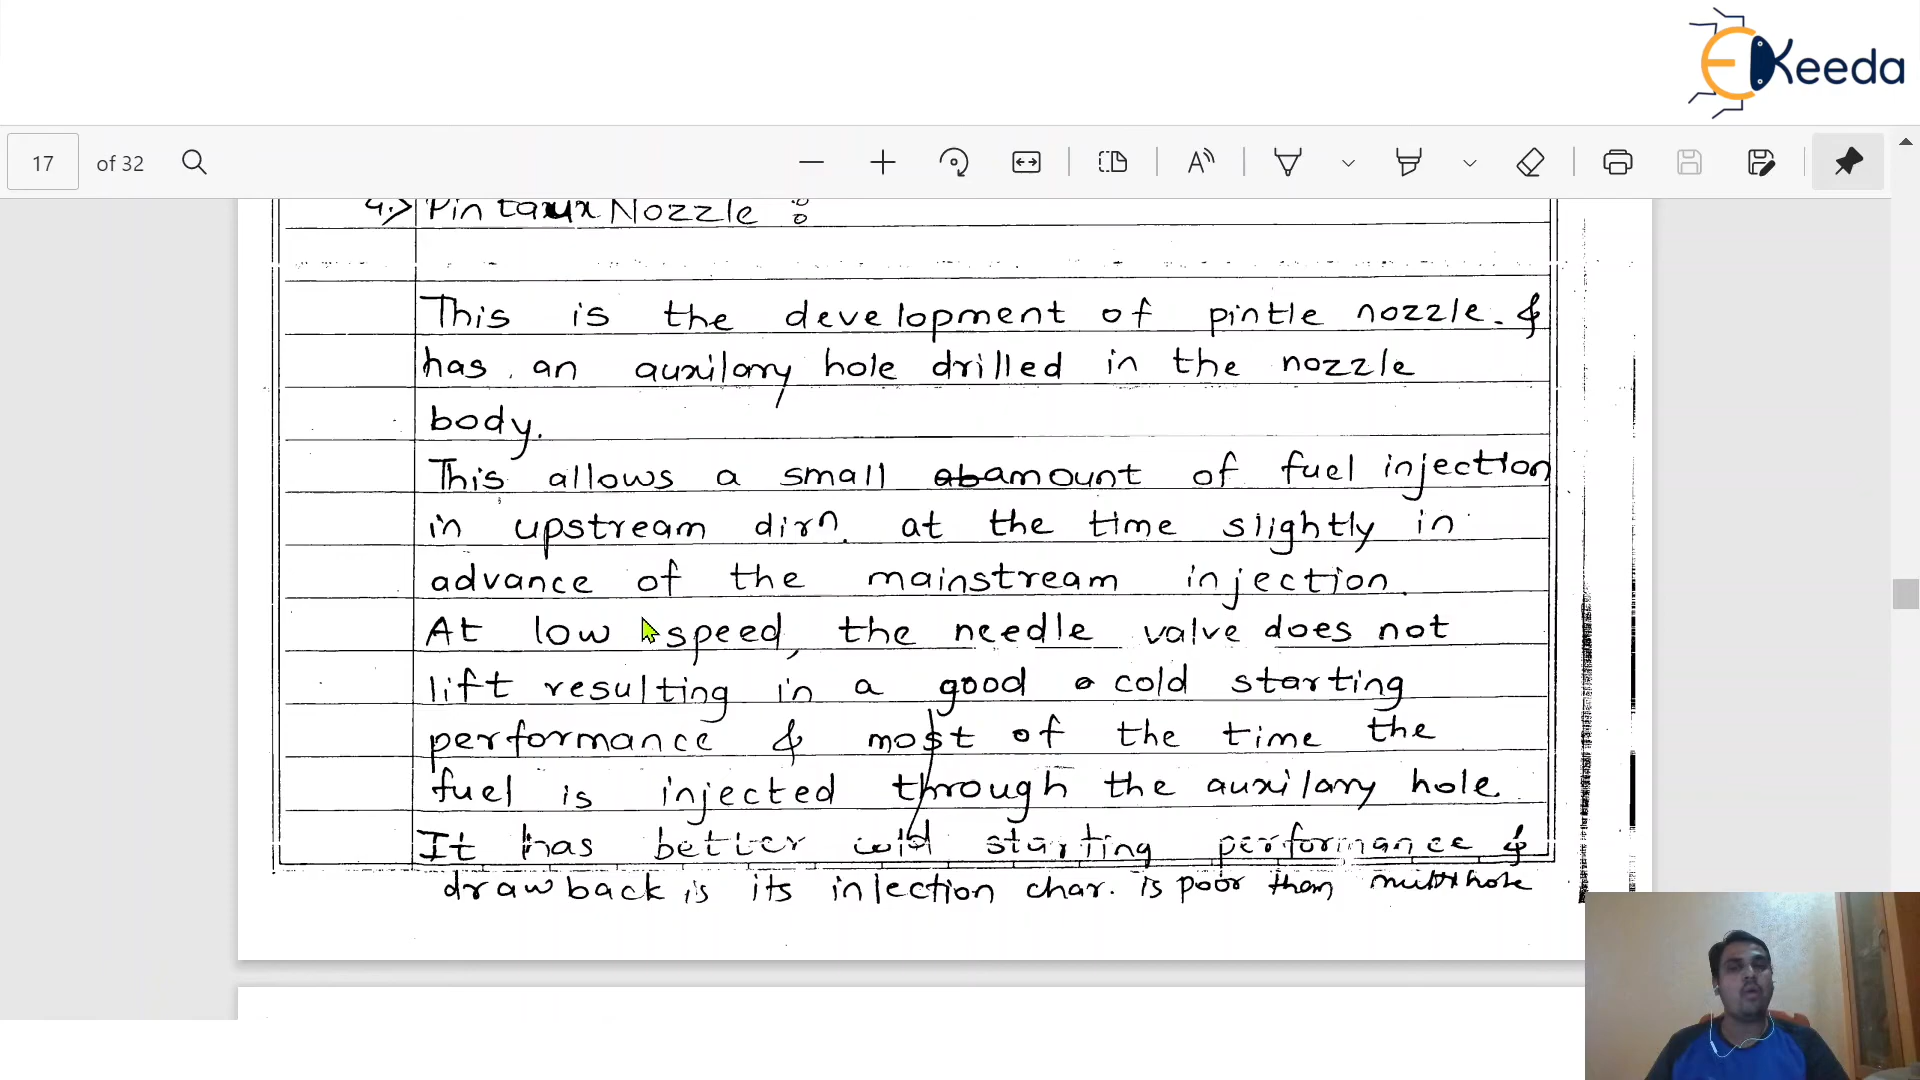 EKeeda
17 of 32
4.> Pintaux Nozzle :
This is the development of pintle nozzle. &
has an auxilary hole drilled in the nozzle
body.
This allows a small amount of fuel injection
in upstream dirn. at the time slightly in
advance of the mainstream injection.
At low speed, the needle valve does not
lift resulting in a good cold starting
performance & most of the time the
fuel is injected through the auxilary hole.
It has better cold starting performance &
drawback is its injection char. is poor than multihole